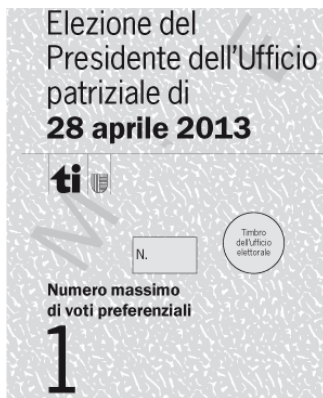 Elezione del
Presidente dell'Ufficio
patriziale di
28 aprile 2013
ti
Timbro
dell'ufficio
elettorale
N.
Numero massimo
di voti preferenziali
1